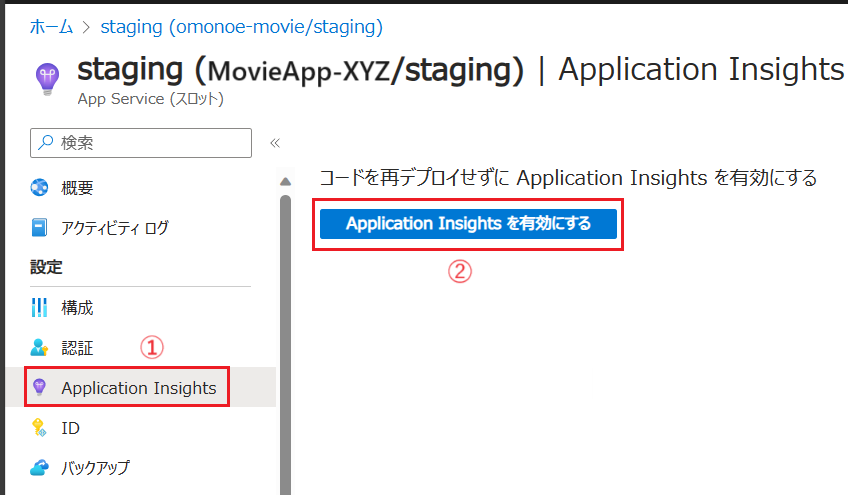 ホーム > staging (omonoe-movie/staging)
staging (MovieApp-XYZ/staging) | Application Insights
App Service (スロット)
検索 «
概要
アクティビティ ログ
設定
構成
認証 ①
Application Insights
ID
バックアップ
コードを再デプロイせずに Application Insights を有効にする
Application Insights を有効にする
②